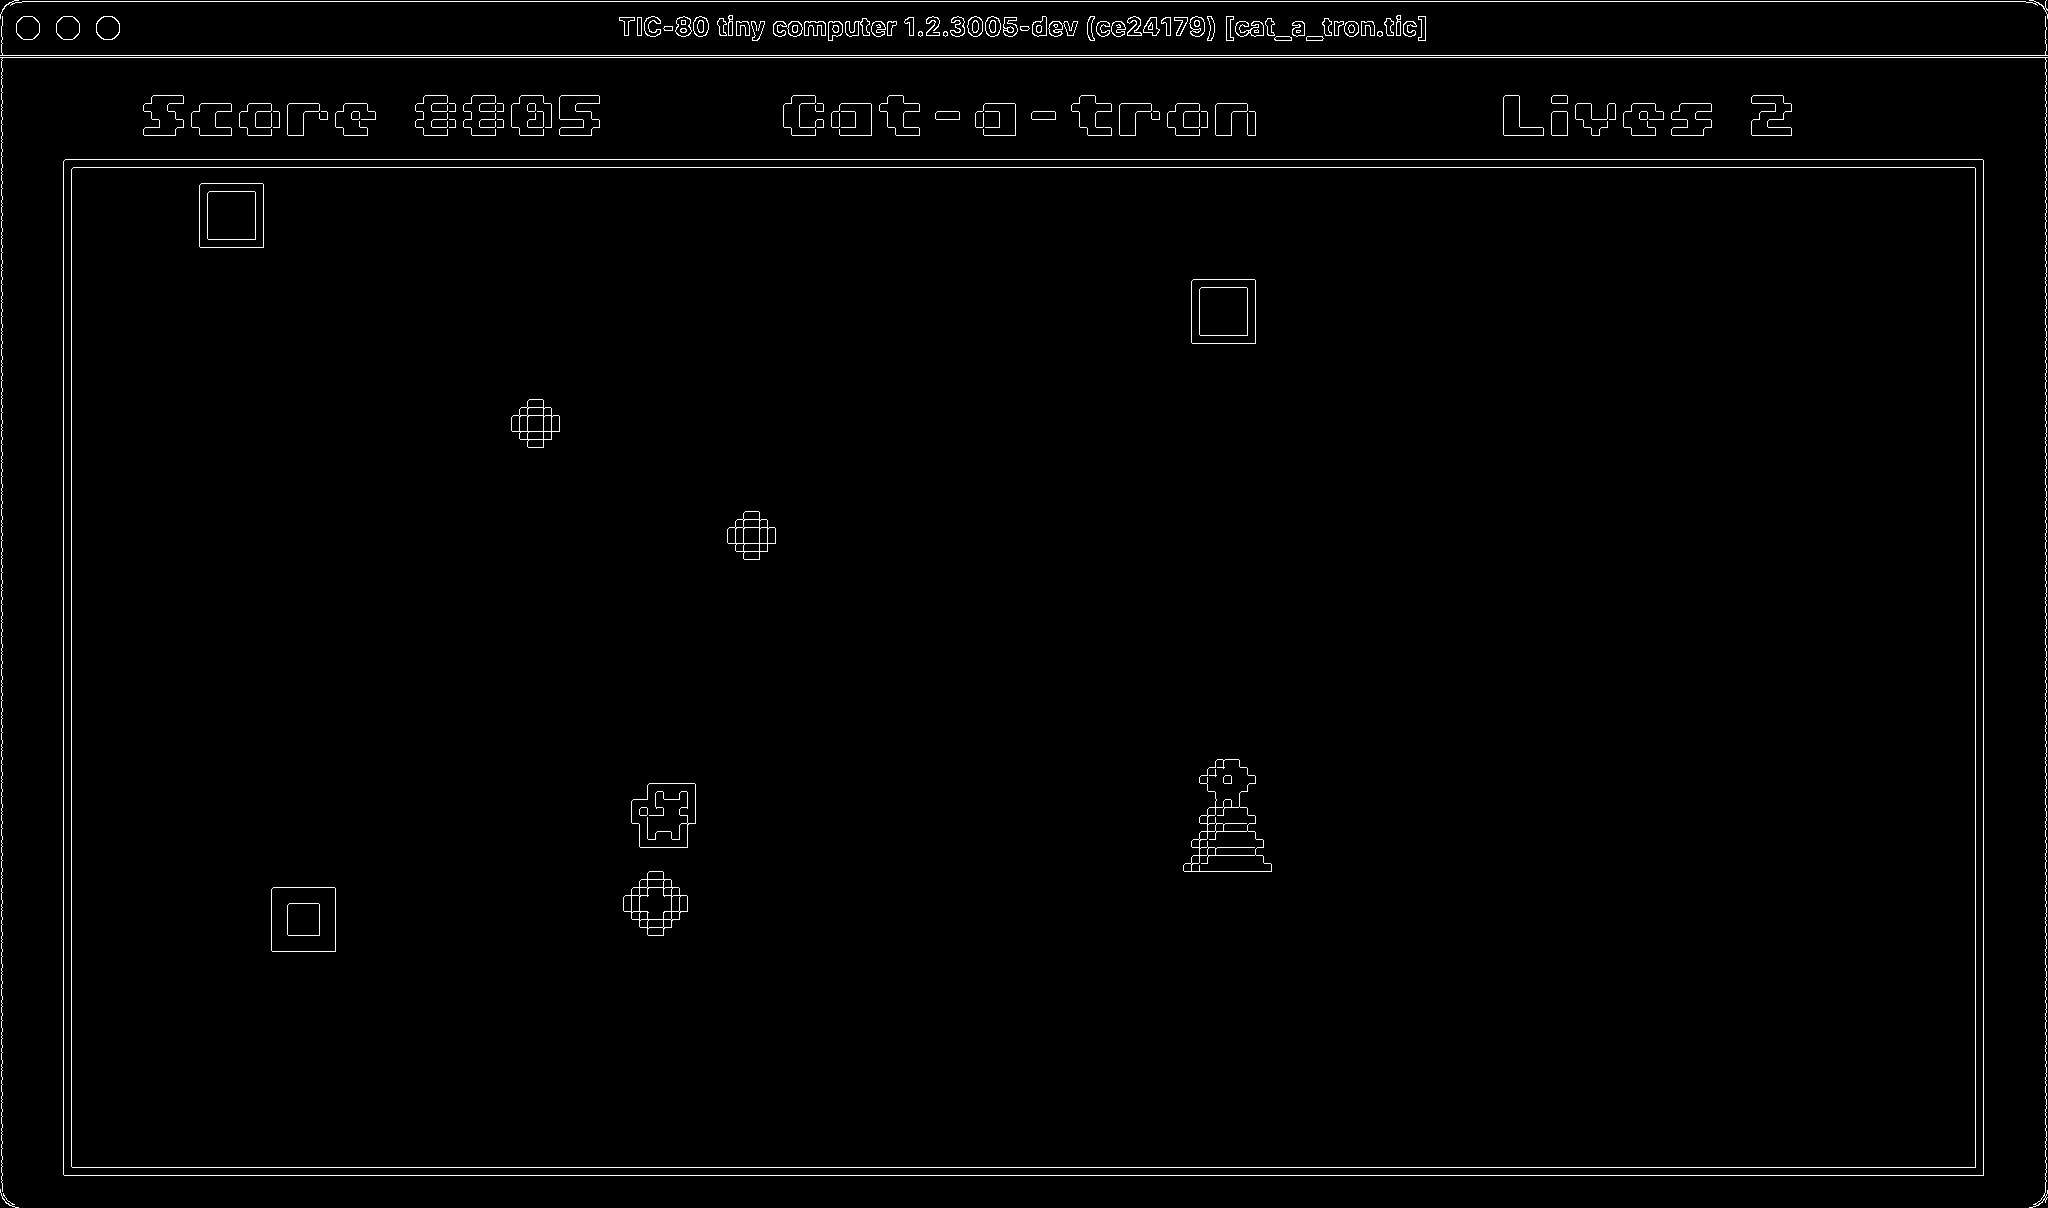 TIC-80 tiny computer 1.2.3005-dev (ce24179) [cat_a_tron.tic]
Score 8805 Cat-a-tron Lives 2